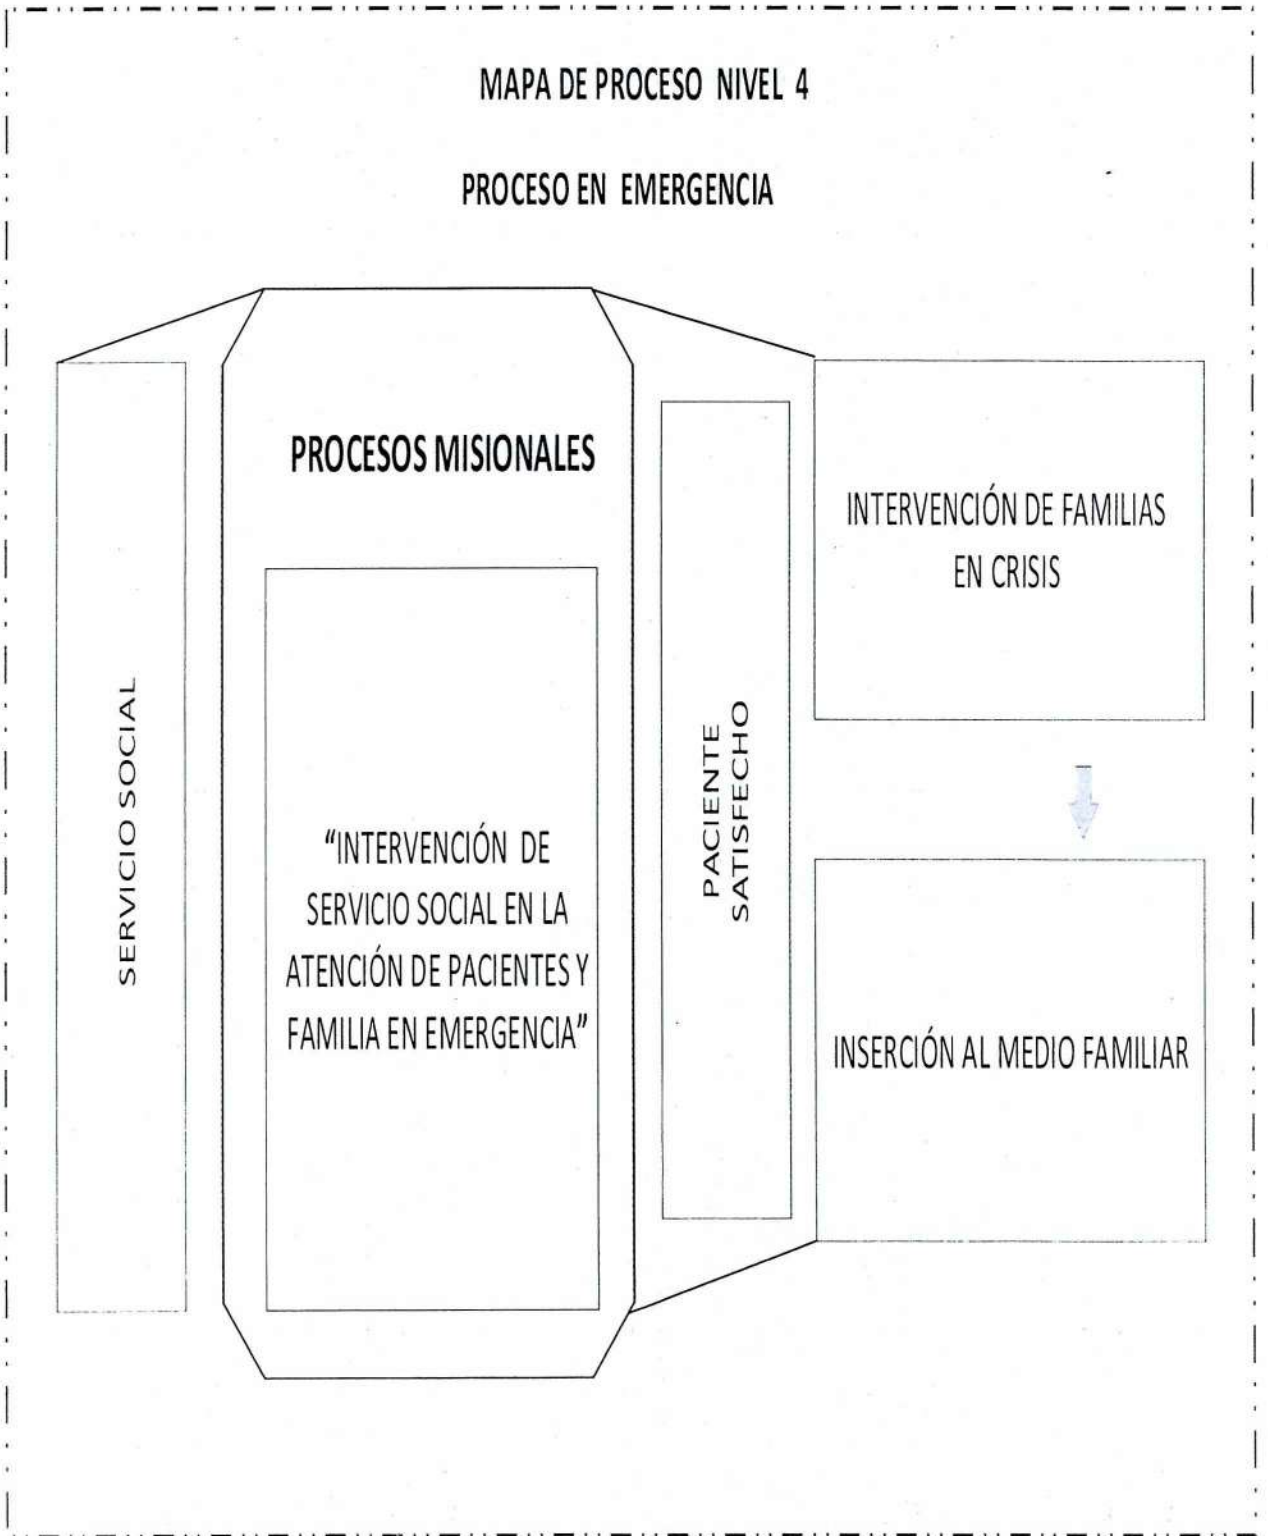 MAPA DE PROCESO NIVEL 4
PROCESO EN EMERGENCIA
SERVICIO SOCIAL
PROCESOS MISIONALES
“INTERVENCIÓN DE
SERVICIO SOCIAL EN LA
ATENCIÓN DE PACIENTES Y
FAMILIA EN EMERGENCIA”
PACIENTE
SATISFECHO
INTERVENCIÓN DE FAMILIAS
EN CRISIS
INSERCIÓN AL MEDIO FAMILIAR